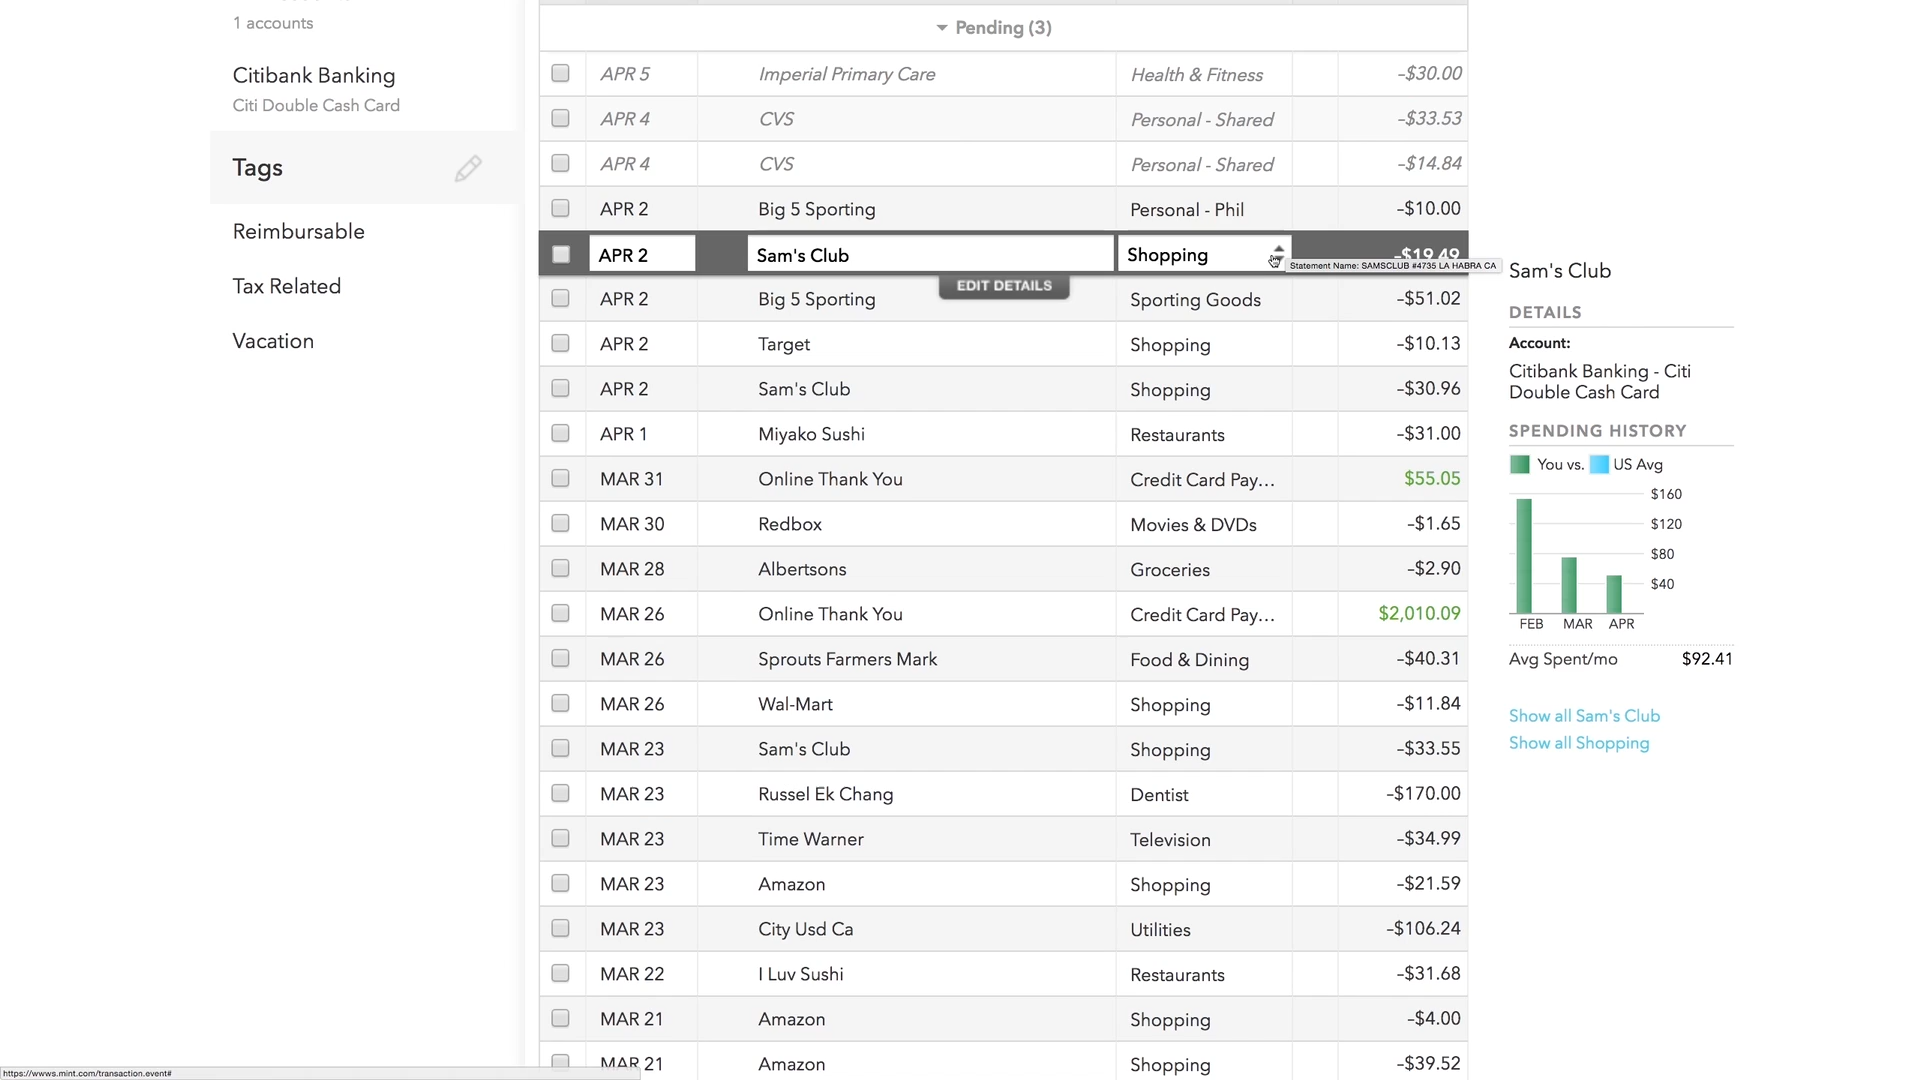 1 accounts
Citibank Banking
Citi Double Cash Card
Tags
Reimbursable
Tax Related
Vacation
Pending (3)
APR 5 Imperial Primary Care Health & Fitness -$30.00
APR 4 CVS Personal - Shared -$33.53
APR 4 CVS Personal - Shared -$14.84
APR 2 Big 5 Sporting Personal - Phil -$10.00
APR 2 Sam's Club Shopping -$19.49
Statement Name: SAMSCLUB #4735 LA HABRA CA
EDIT DETAILS
APR 2 Big 5 Sporting Sporting Goods -$51.02
APR 2 Target Shopping -$10.13
APR 2 Sam's Club Shopping -$30.96
APR 1 Miyako Sushi Restaurants -$31.00
MAR 31 Online Thank You Credit Card Pay... $55.05
MAR 30 Redbox Movies & DVDs -$1.65
MAR 28 Albertsons Groceries -$2.90
MAR 26 Online Thank You Credit Card Pay... $2,010.09
MAR 26 Sprouts Farmers Mark Food & Dining -$40.31
MAR 26 Wal-Mart Shopping -$11.84
MAR 23 Sam's Club Shopping -$33.55
MAR 23 Russel Ek Chang Dentist -$170.00
MAR 23 Time Warner Television -$34.99
MAR 23 Amazon Shopping -$21.59
MAR 23 City Usd Ca Utilities -$106.24
MAR 22 I Luv Sushi Restaurants -$31.68
MAR 21 Amazon Shopping -$4.00
MAR 21 Amazon Shopping -$39.52
Sam's Club
DETAILS
Account:
Citibank Banking - Citi
Double Cash Card
SPENDING HISTORY
You vs. US Avg
$160
$120
$80
$40
FEB MAR APR
Avg Spent/mo $92.41
Show all Sam's Club
Show all Shopping
https://wwws.mint.com/transaction.event#